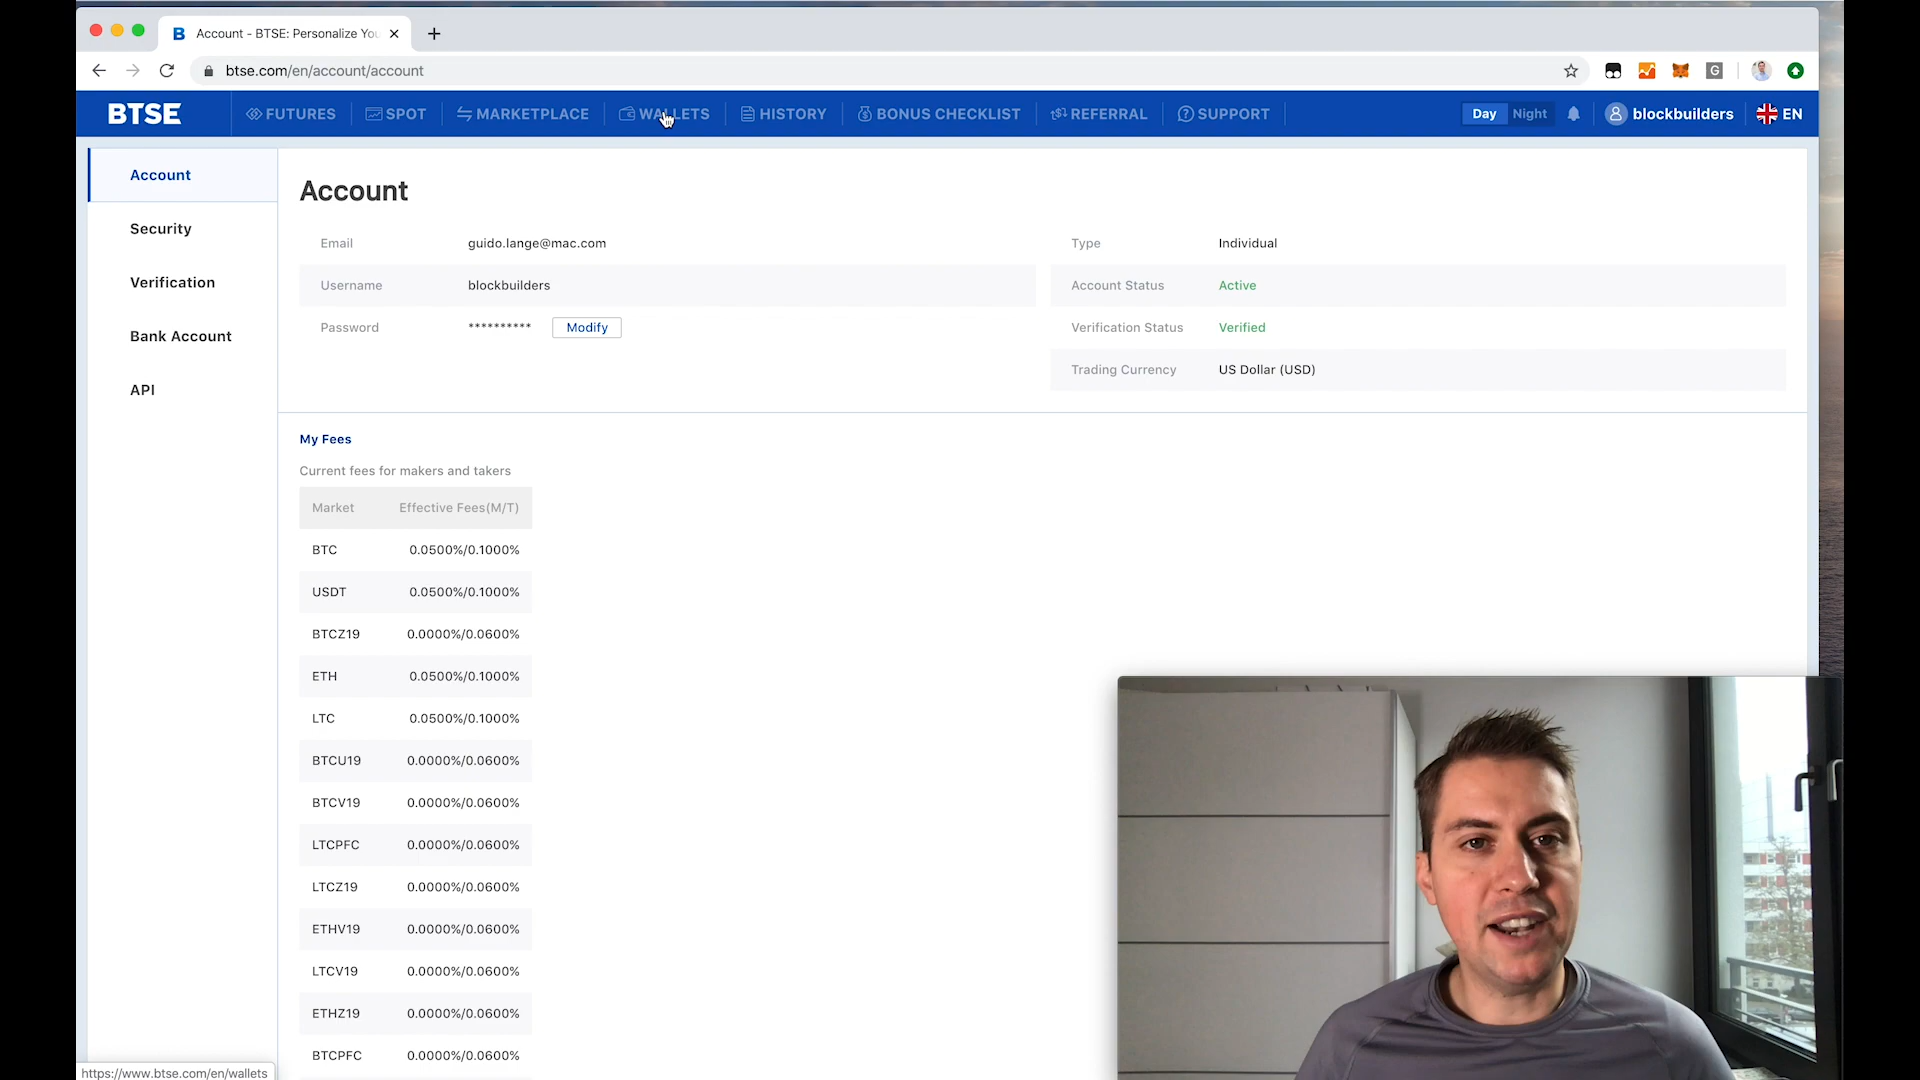 Account - BTSE: Personalize You
btse.com/en/account/account
BTSE
FUTURES
SPOT
MARKETPLACE
WALLETS
HISTORY
BONUS CHECKLIST
REFERRAL
SUPPORT
Day
Night
blockbuilders
EN
Account
Security
Verification
Bank Account
API
Account
Email guido.lange@mac.com
Username blockbuilders
Password ********** Modify
Type Individual
Account Status Active
Verification Status Verified
Trading Currency US Dollar (USD)
My Fees
Current fees for makers and takers
Market Effective Fees(M/T)
BTC 0.0500%/0.1000%
USDT 0.0500%/0.1000%
BTCZ19 0.0000%/0.0600%
ETH 0.0500%/0.1000%
LTC 0.0500%/0.1000%
BTCU19 0.0000%/0.0600%
BTCV19 0.0000%/0.0600%
LTCPFC 0.0000%/0.0600%
LTCZ19 0.0000%/0.0600%
ETHV19 0.0000%/0.0600%
LTCV19 0.0000%/0.0600%
ETHZ19 0.0000%/0.0600%
BTCPFC 0.0000%/0.0600%
https://www.btse.com/en/wallets